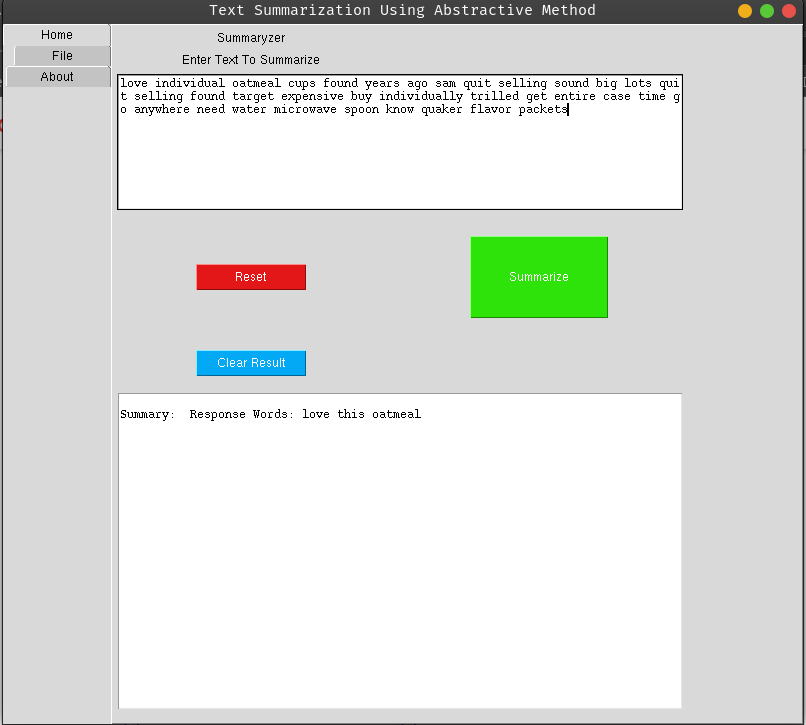 Text Summarization Using Abstractive Method
Home
File
About
Summaryzer
Enter Text To Summarize
love individual oatmeal cups found years ago sam quit selling sound big lots qui
t selling found target expensive buy individually trilled get entire case time g
o anywhere need water microwave spoon know quaker flavor packets
Reset
Summarize
Clear Result
Summary:  Response Words: love this oatmeal